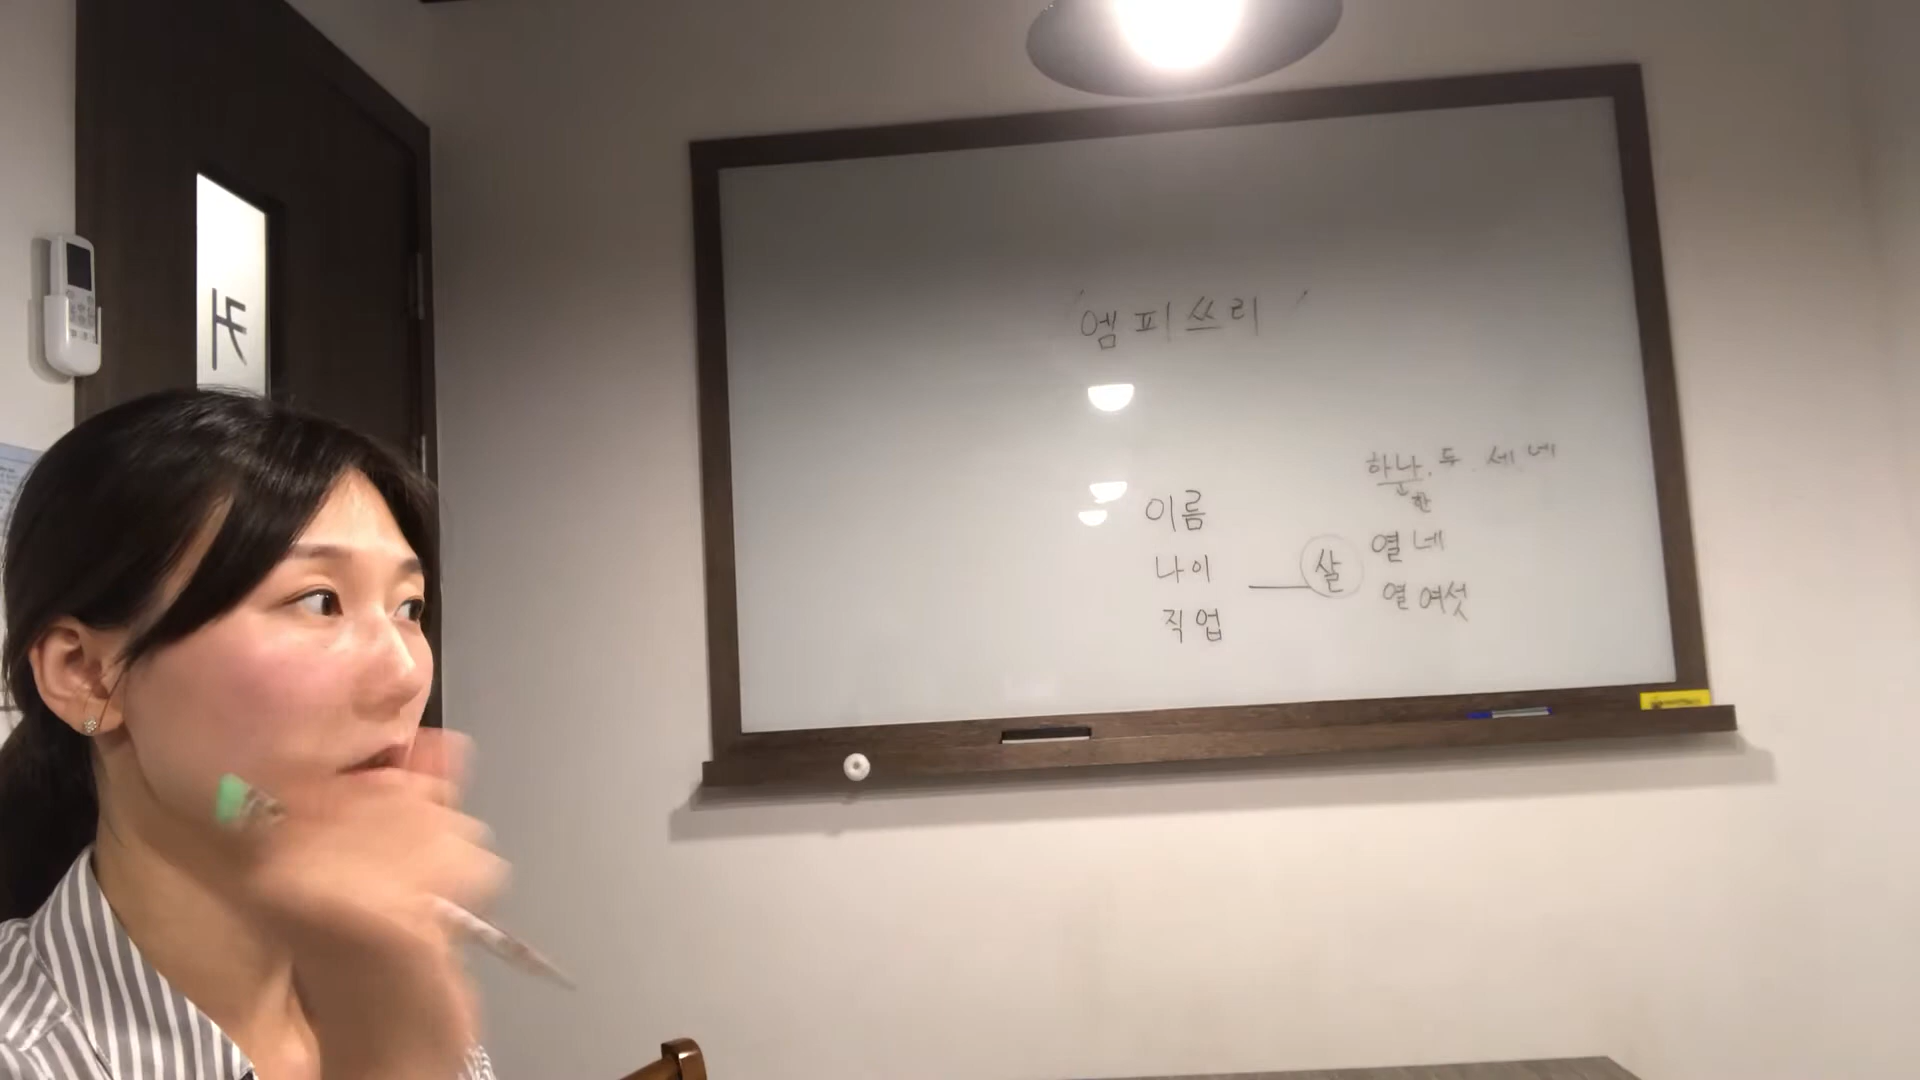 '엠피쓰리'
이름
나이
직업
살
하나, 두. 세. 네
한
열 네
열 여섯